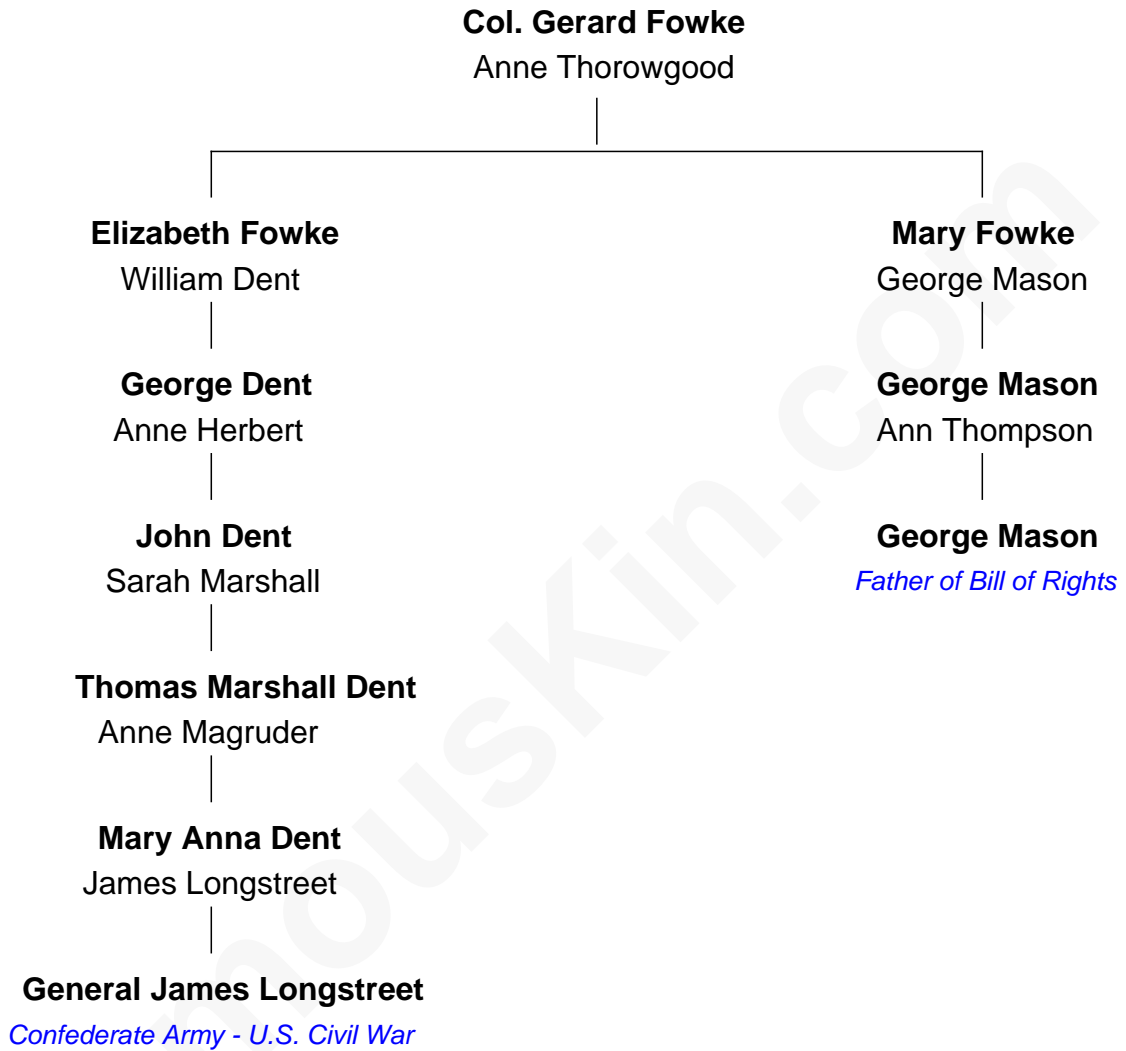 Col. Gerard Fowke
Anne Thorowgood
Elizabeth Fowke
William Dent
Mary Fowke
George Mason
George Dent
Anne Herbert
George Mason
Ann Thompson
John Dent
Sarah Marshall
George Mason
Father of Bill of Rights
Thomas Marshall Dent
Anne Magruder
Mary Anna Dent
James Longstreet
General James Longstreet
Confederate Army - U.S. Civil War
mousKin.com